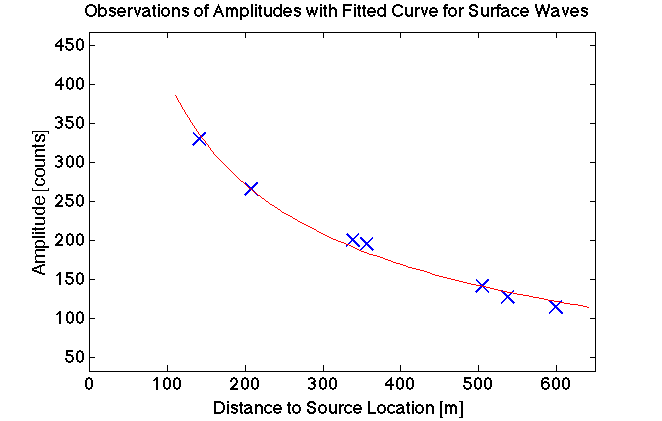 Observations of Amplitudes with Fitted Curve for Surface Waves
450
400
350
300
250
200
150
100
50
Amplitude [counts]
0 100 200 300 400 500 600
Distance to Source Location [m]